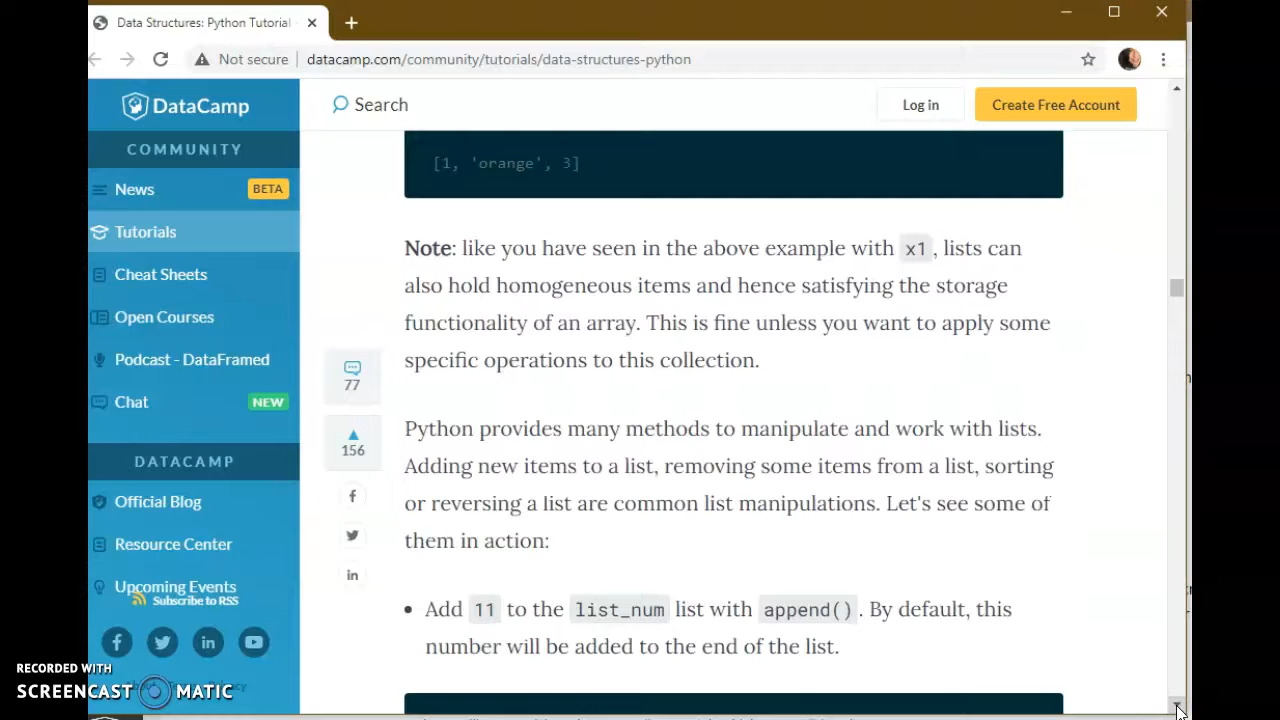 Data Structures: Python Tutorial
Not secure
datacamp.com/community/tutorials/data-structures-python
DataCamp
Search
Log in
Create Free Account
COMMUNITY
News
BETA
Tutorials
Cheat Sheets
Open Courses
Podcast - DataFramed
Chat
NEW
DATACAMP
Official Blog
Resource Center
Upcoming Events
Subscribe to RSS
[1, 'orange', 3]
Note: like you have seen in the above example with x1, lists can
also hold homogeneous items and hence satisfying the storage
functionality of an array. This is fine unless you want to apply some
specific operations to this collection.
77
156
Python provides many methods to manipulate and work with lists.
Adding new items to a list, removing some items from a list, sorting
or reversing a list are common list manipulations. Let's see some of
them in action:
• Add 11 to the list_num list with append(). By default, this
number will be added to the end of the list.
RECORDED WITH
SCREENCAST MATIC